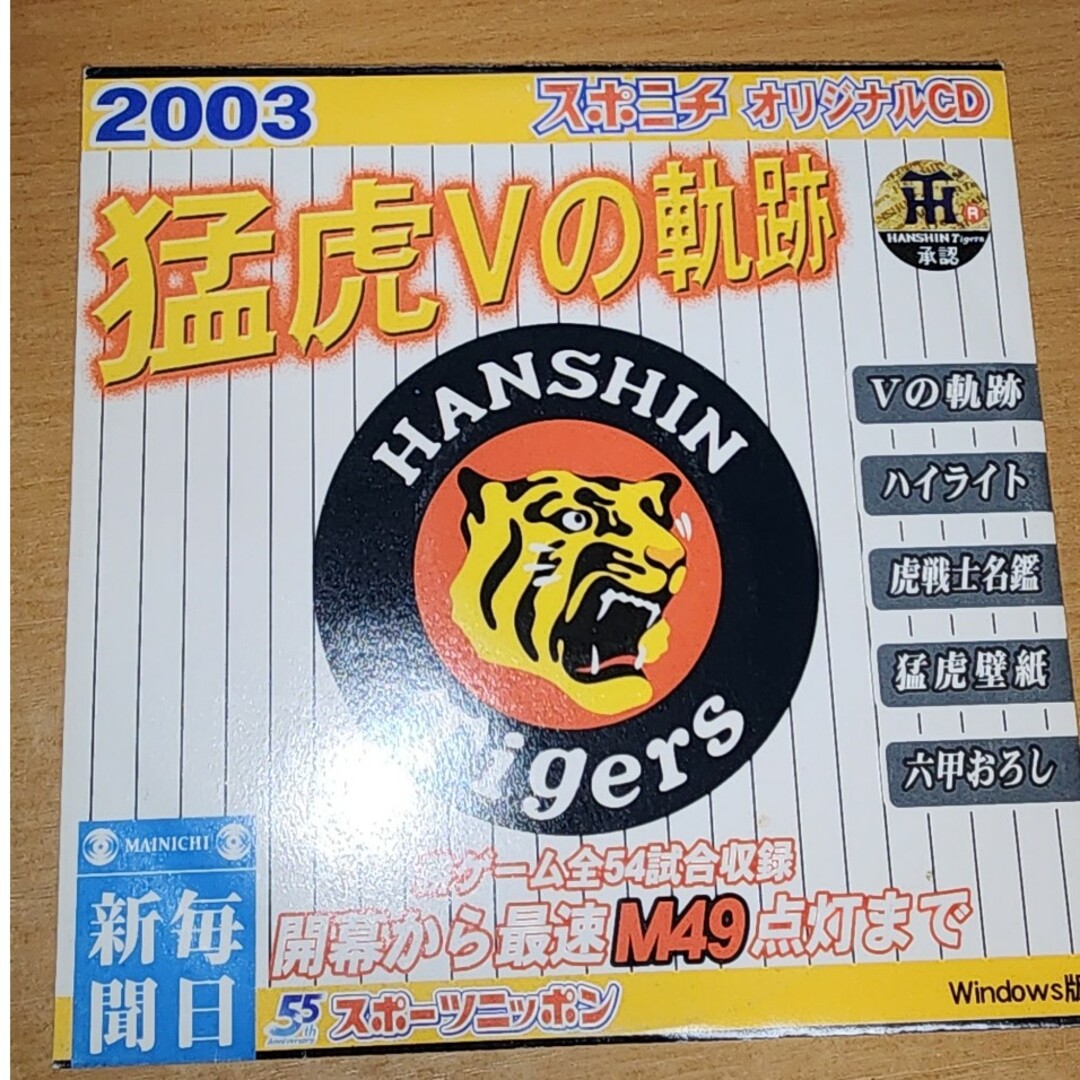 2003
スポニチ オリジナルCD
猛虎Vの軌跡
TH
R
HANSHIN Tigers
承認
HANSHIN
Tigers
Vの軌跡
ハイライト
虎戦士名鑑
猛虎壁紙
六甲おろし
ゲーム全54試合収録
開幕から最速M49点灯まで
MAINICHI
毎日
新聞
55th
Anniversary
スポーツニッポン
Windows版